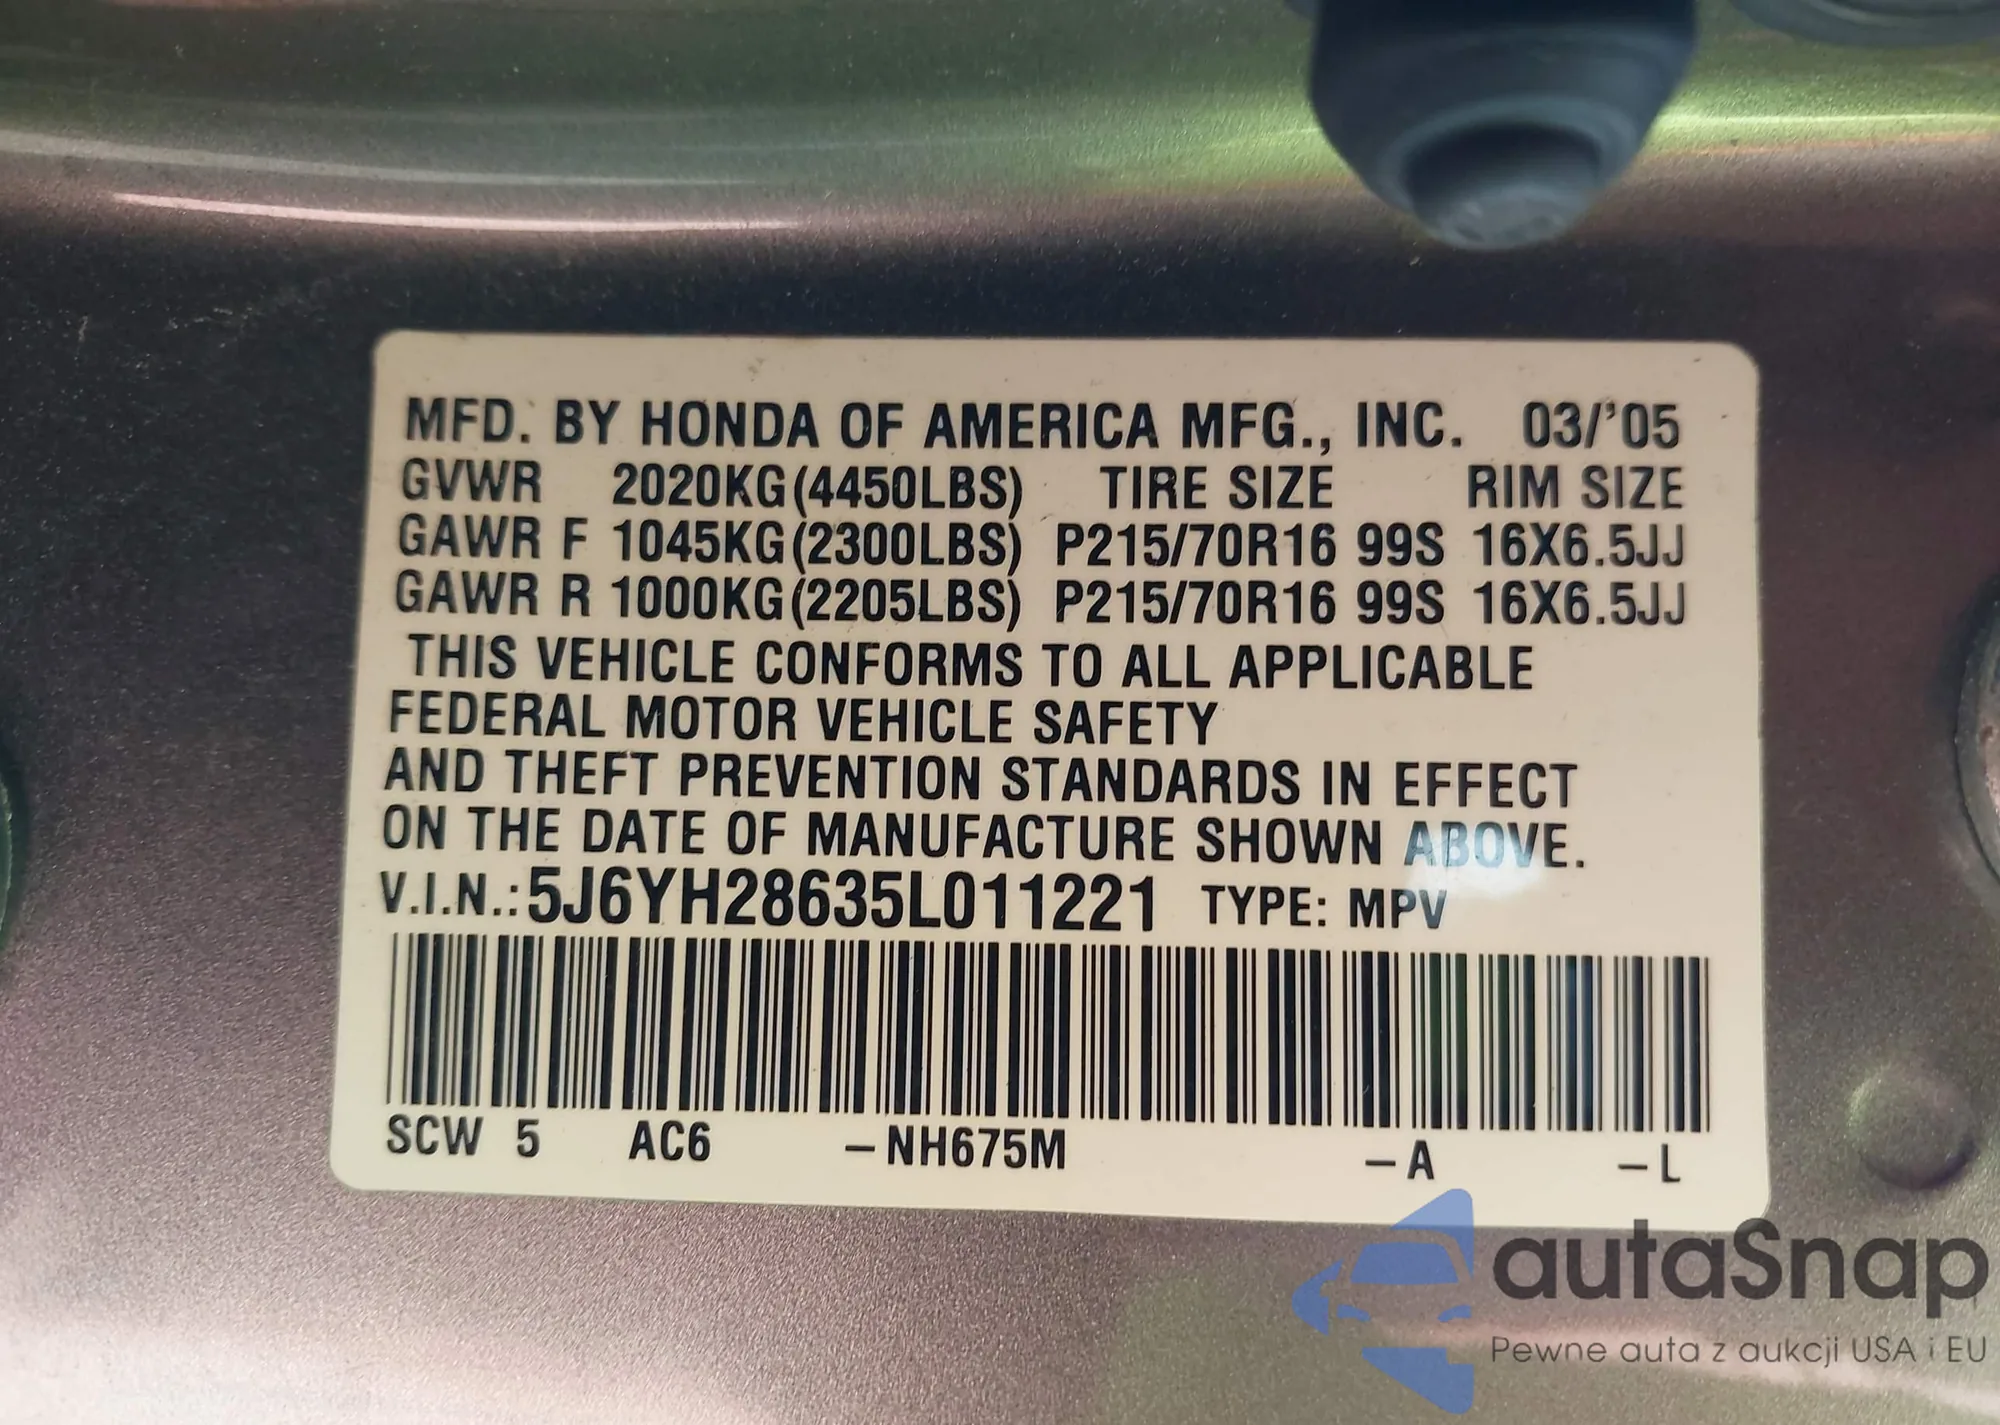 MFD. BY HONDA OF AMERICA MFG., INC. 03/'05
GVWR 2020KG(4450LBS) TIRE SIZE RIM SIZE
GAWR F 1045KG(2300LBS) P215/70R16 99S 16X6.5JJ
GAWR R 1000KG(2205LBS) P215/70R16 99S 16X6.5JJ
THIS VEHICLE CONFORMS TO ALL APPLICABLE
FEDERAL MOTOR VEHICLE SAFETY
AND THEFT PREVENTION STANDARDS IN EFFECT
ON THE DATE OF MANUFACTURE SHOWN ABOVE.
V.I.N.: 5J6YH28635L011221 TYPE: MPV
SCW 5 AC6 –NH675M –A –L
autaSnap
Pewne auta z aukcji USA i EU